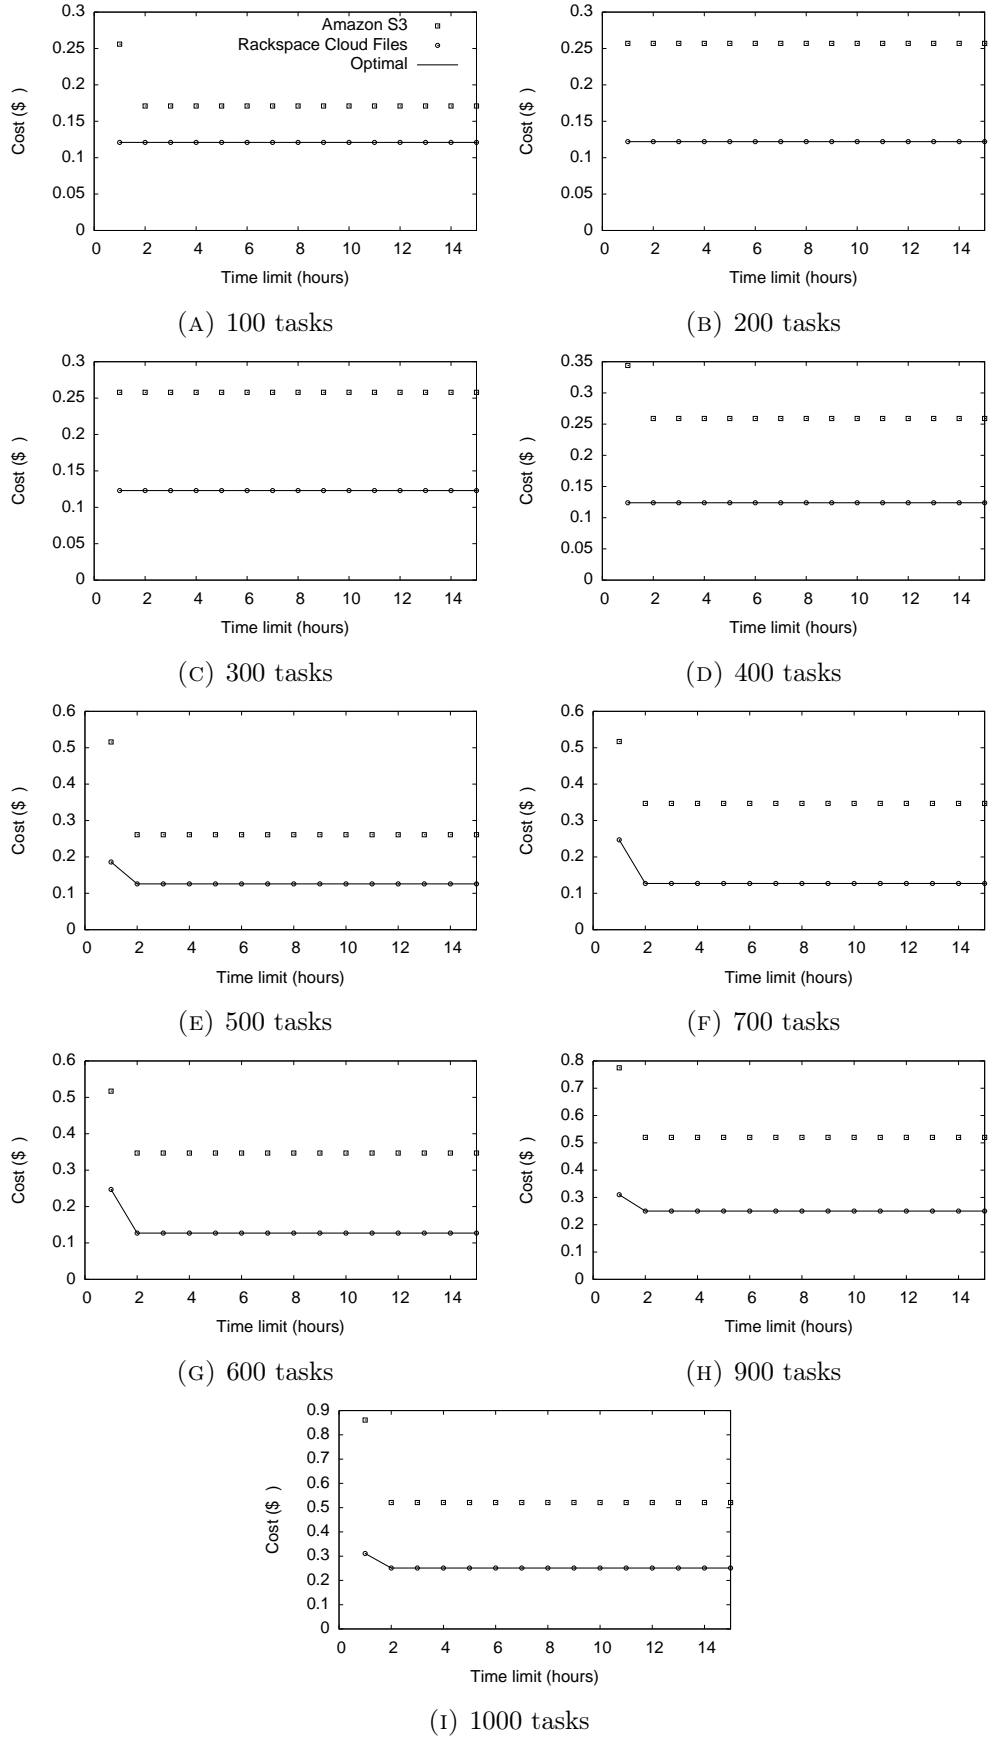 0.3
0.25
0.2
0.15
0.1
0.05
0
Cost ($ )
Amazon S3
Rackspace Cloud Files
Optimal
0 2 4 6 8 10 12 14
Time limit (hours)
(A) 100 tasks
0.3
0.25
0.2
0.15
0.1
0.05
0
Cost ($ )
0 2 4 6 8 10 12 14
Time limit (hours)
(B) 200 tasks
0.3
0.25
0.2
0.15
0.1
0.05
0
Cost ($ )
0 2 4 6 8 10 12 14
Time limit (hours)
(C) 300 tasks
0.35
0.3
0.25
0.2
0.15
0.1
0.05
0
Cost ($ )
0 2 4 6 8 10 12 14
Time limit (hours)
(D) 400 tasks
0.6
0.5
0.4
0.3
0.2
0.1
0
Cost ($ )
0 2 4 6 8 10 12 14
Time limit (hours)
(E) 500 tasks
0.6
0.5
0.4
0.3
0.2
0.1
0
Cost ($ )
0 2 4 6 8 10 12 14
Time limit (hours)
(F) 700 tasks
0.6
0.5
0.4
0.3
0.2
0.1
0
Cost ($ )
0 2 4 6 8 10 12 14
Time limit (hours)
(G) 600 tasks
0.8
0.7
0.6
0.5
0.4
0.3
0.2
0.1
0
Cost ($ )
0 2 4 6 8 10 12 14
Time limit (hours)
(H) 900 tasks
0.9
0.8
0.7
0.6
0.5
0.4
0.3
0.2
0.1
0
Cost ($ )
0 2 4 6 8 10 12 14
Time limit (hours)
(I) 1000 tasks